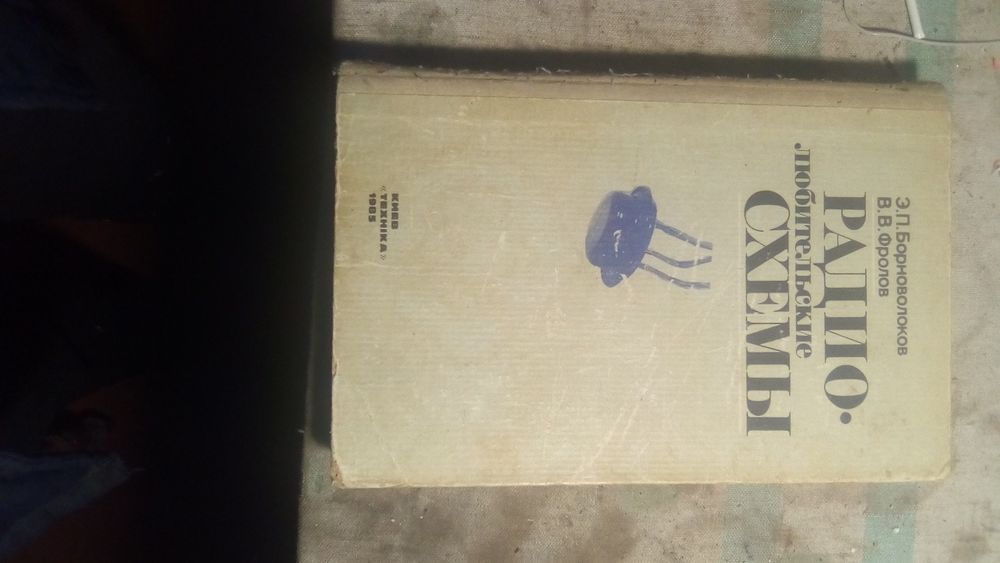 Э.П.Борноволоков
В.В.Фролов
РАДИО·
любительские
СХЕМЫ
КИЕВ
«ТЕХНІКА»
1985